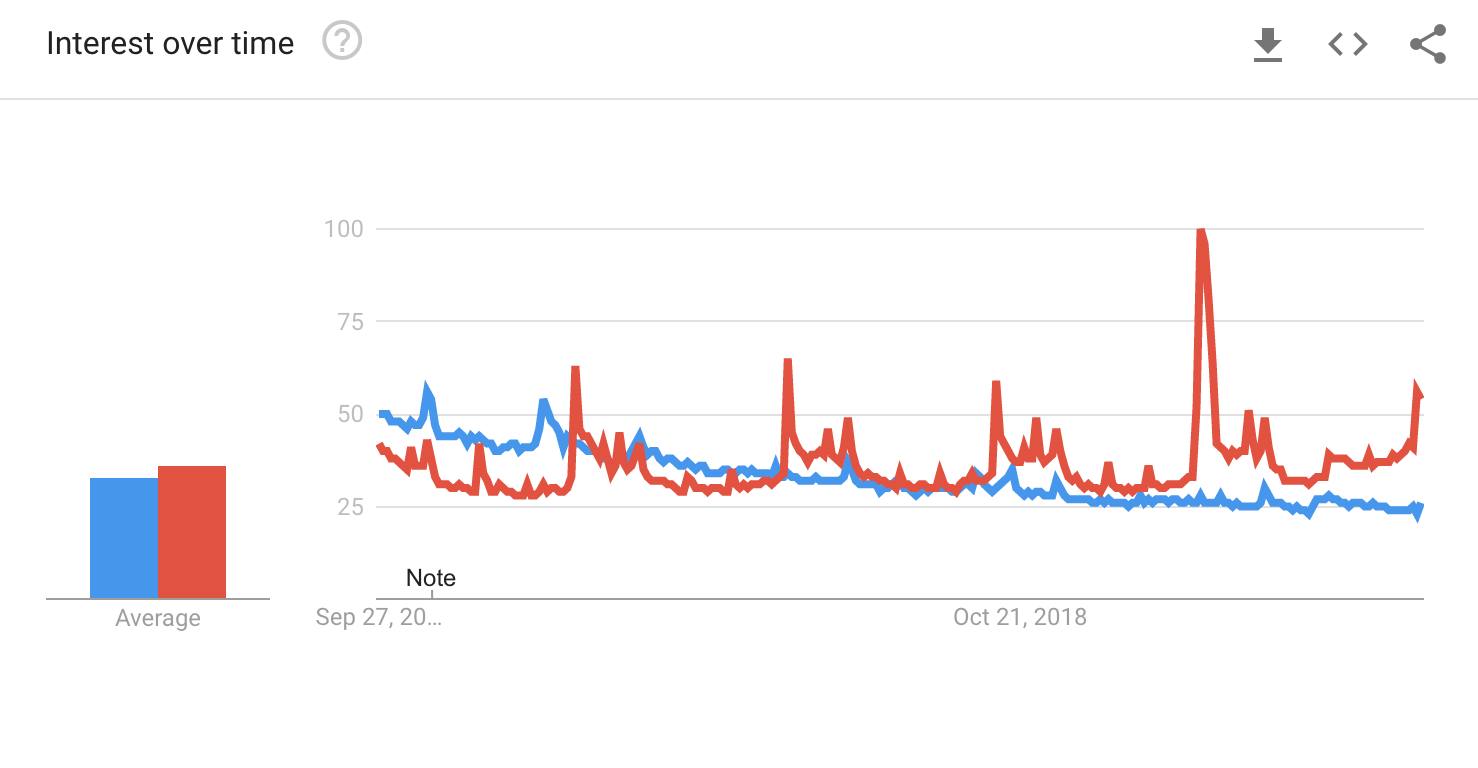 Interest over time
?
100
75
50
25
Note
Average
Sep 27, 20...
Oct 21, 2018